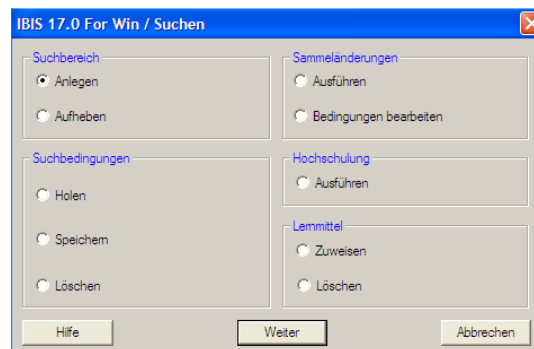 IBIS 17.0 For Win / Suchen
Suchbereich
Anlegen
Aufheben
Suchbedingungen
Holen
Speichern
Löschen
Sammeländerungen
Ausführen
Bedingungen bearbeiten
Hochschulung
Ausführen
Lernmittel
Zuweisen
Löschen
Hilfe
Weiter
Abbrechen